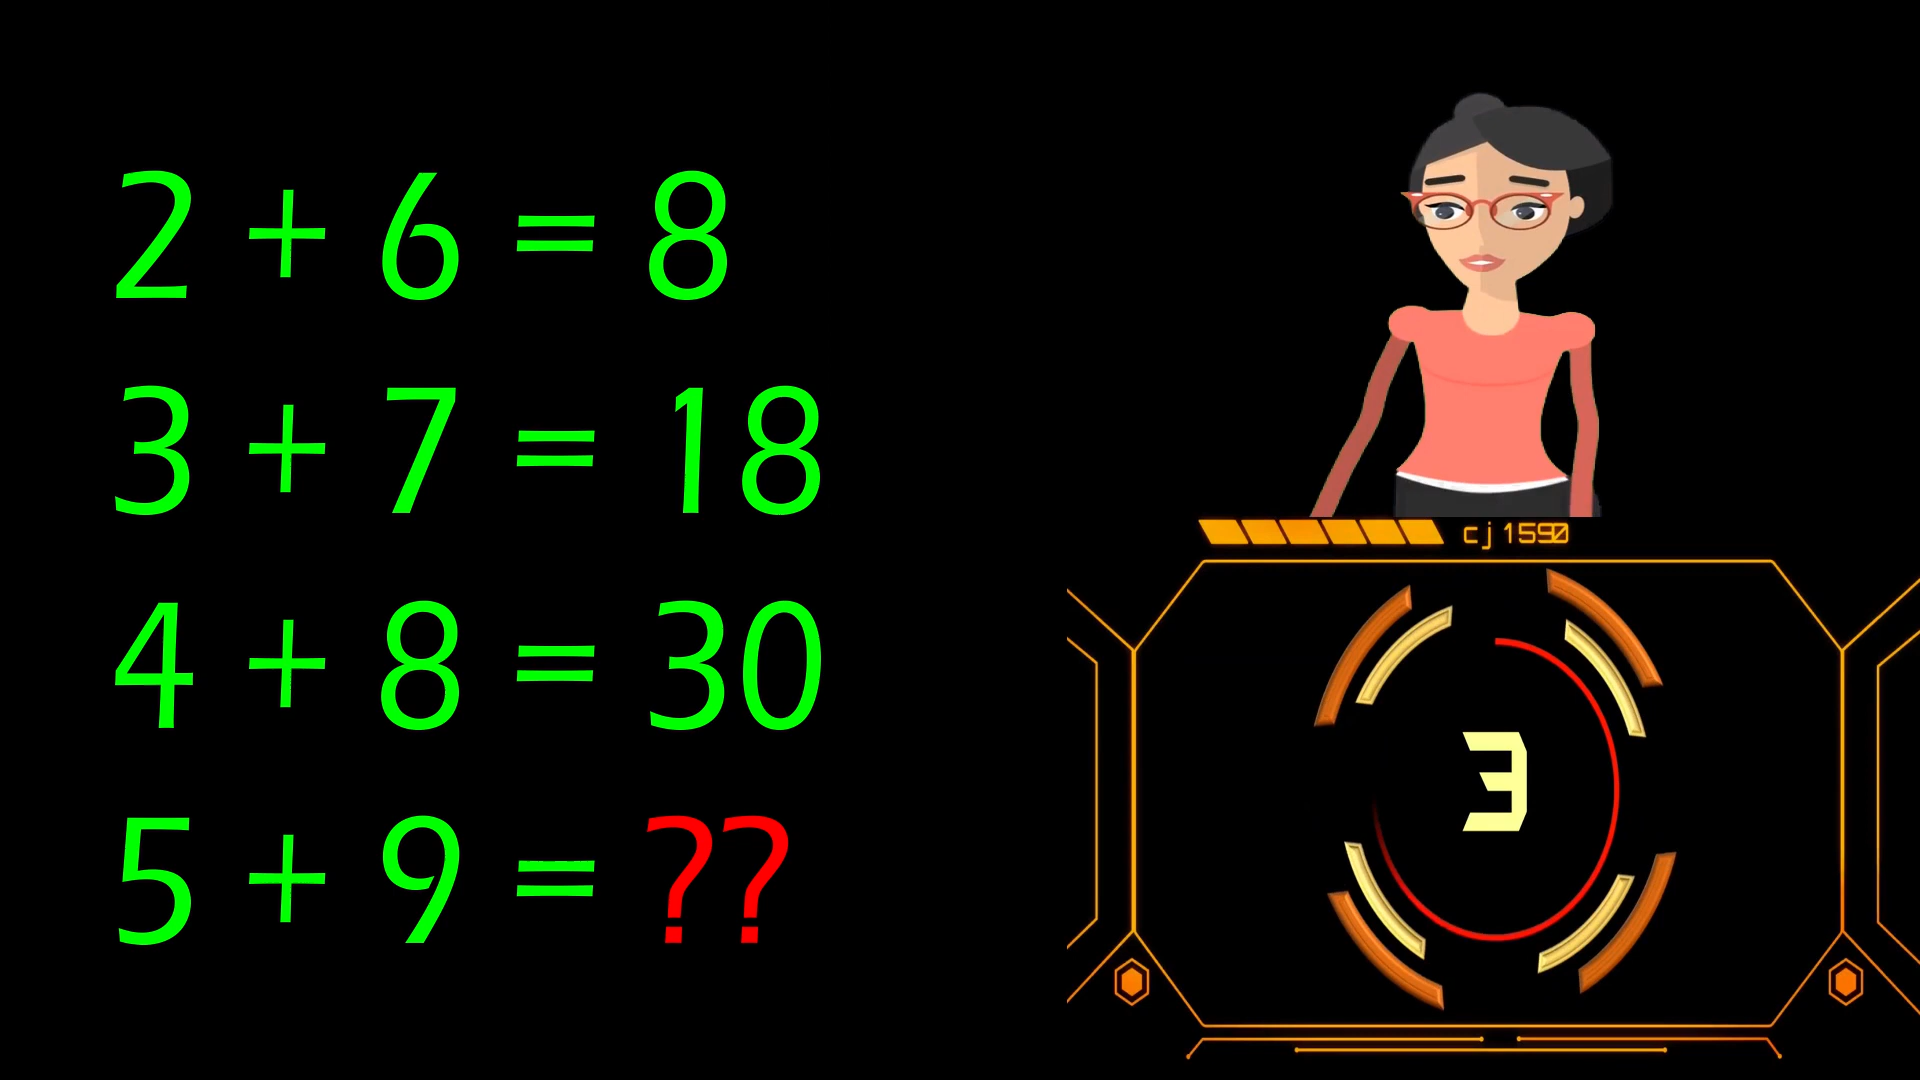 2 + 6 = 8
3 + 7 = 18
4 + 8 = 30
5 + 9 = ??
cj 1590
3